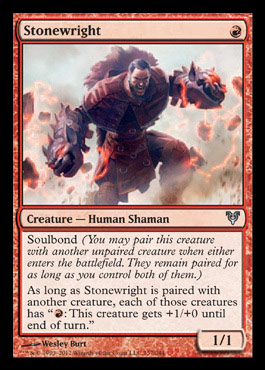 Stonewright
Creature — Human Shaman
Soulbond (You may pair this creature
with another unpaired creature when either
enters the battlefield. They remain paired for
as long as you control both of them.)
As long as Stonewright is paired with
another creature, each of those creatures
has “: This creature gets +1/+0 until
end of turn.”
1/1
Wesley Burt